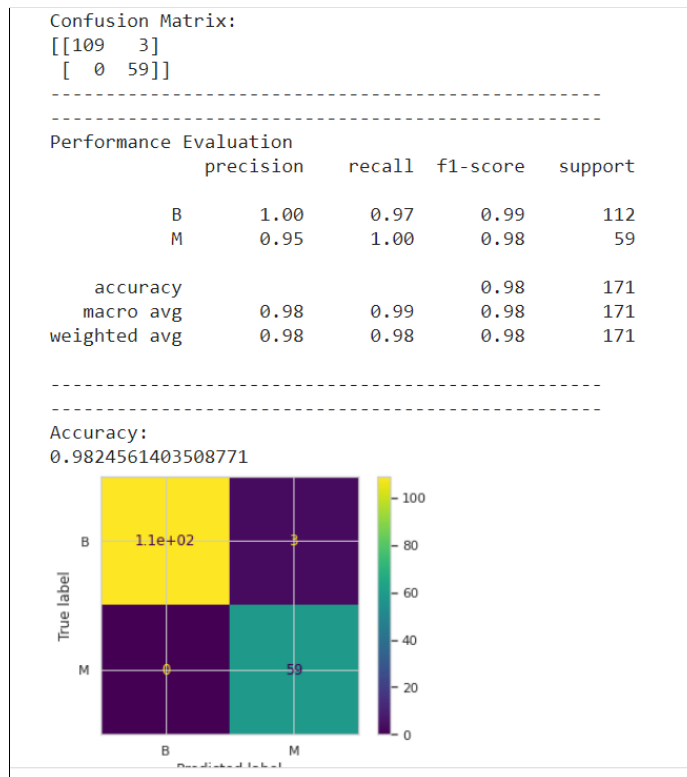 Confusion Matrix:
[[109   3]
 [  0  59]]
--------------------------------------------------
--------------------------------------------------
Performance Evaluation
              precision    recall  f1-score   support

           B       1.00      0.97      0.99       112
           M       0.95      1.00      0.98        59

    accuracy                           0.98       171
   macro avg       0.98      0.99      0.98       171
weighted avg       0.98      0.98      0.98       171

--------------------------------------------------
--------------------------------------------------
Accuracy:
0.9824561403508771
100
B 1.1e+02 3
80
True label
60
40
M 0 59
20
0
B M
Predicted label